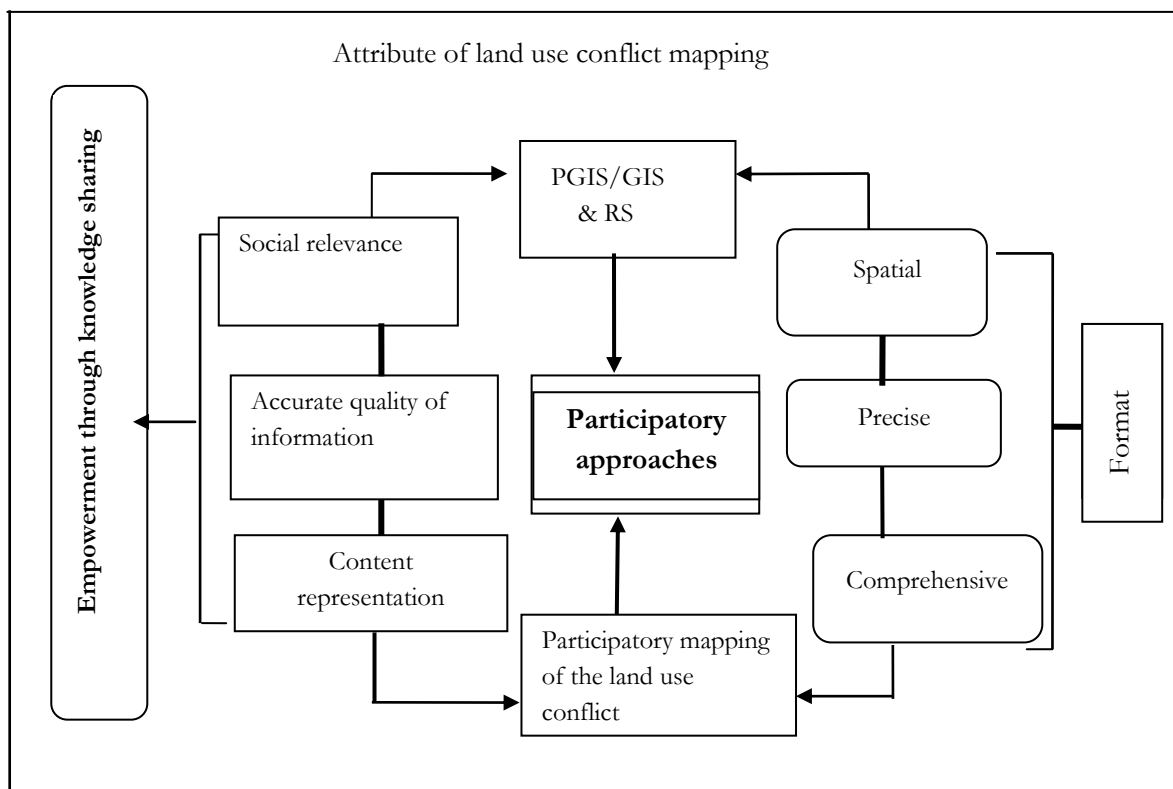 Attribute of land use conflict mapping
Empowerment through knowledge sharing
PGIS/GIS
& RS
Social relevance
Spatial
Accurate quality of
information
Participatory
approaches
Precise
Format
Content
representation
Comprehensive
Participatory mapping
of the land use
conflict